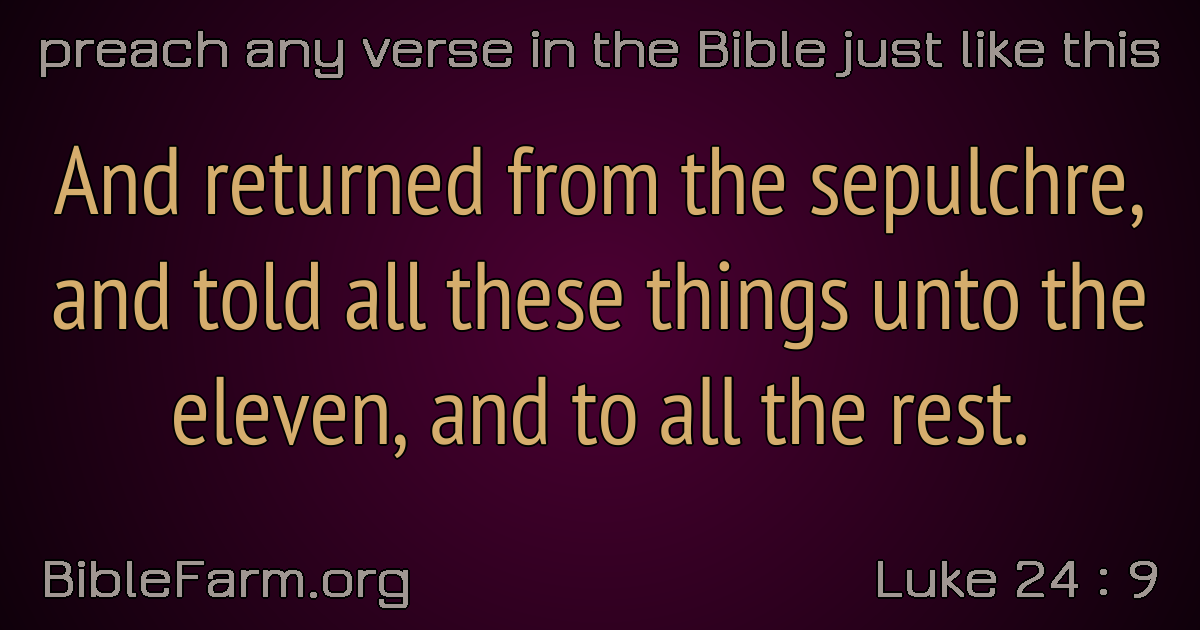 preach any verse in the Bible just like this
And returned from the sepulchre,
and told all these things unto the
eleven, and to all the rest.
BibleFarm.org
Luke 24 : 9